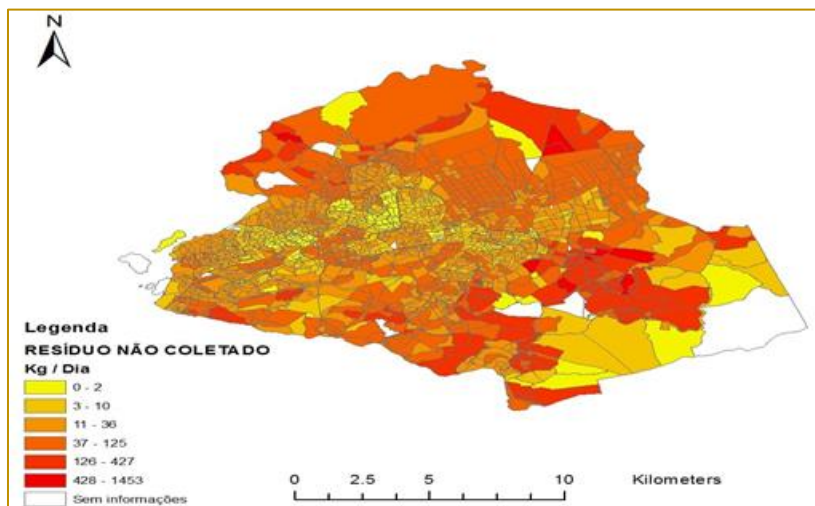 N
Legenda
RESÍDUO NÃO COLETADO
Kg / Dia
0 - 2
3 - 10
11 - 36
37 - 125
126 - 427
428 - 1453
Sem informações
0 2.5 5 10 Kilometers